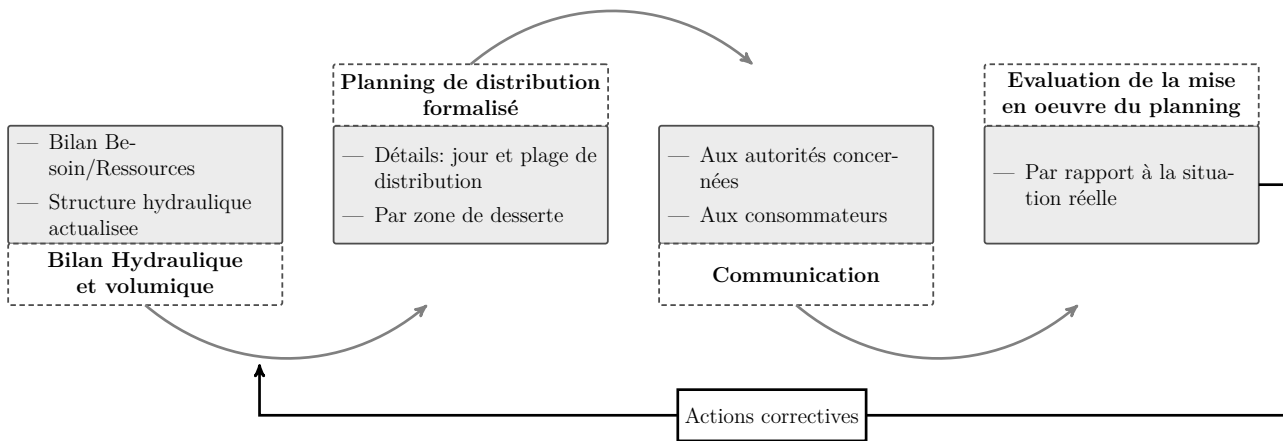 — Bilan Be-
soin/Ressources
— Structure hydraulique
actualisee
Bilan Hydraulique
et volumique
Planning de distribution
formalisé
— Détails: jour et plage de
distribution
— Par zone de desserte
— Aux autorités concer-
nées
— Aux consommateurs
Communication
Evaluation de la mise
en oeuvre du planning
— Par rapport à la situa-
tion réelle
Actions correctives